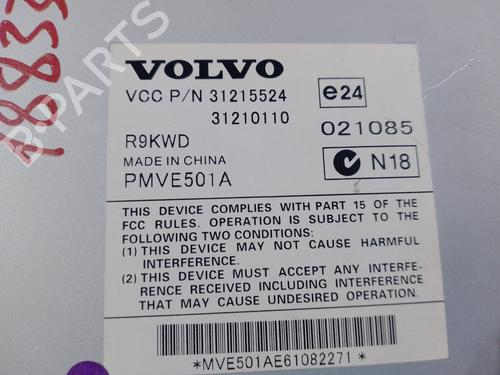 VOLVO
VCC P/N 31215524
31210110
e24
021085
R9KWD
MADE IN CHINA
PMVE501A
N18
THIS DEVICE COMPLIES WITH PART 15 OF THE
FCC RULES. OPERATION IS SUBJECT TO THE
FOLLOWING TWO CONDITIONS:
(1) THIS DEVICE MAY NOT CAUSE HARMFUL
INTERFERENCE.
(2) THIS DEVICE MUST ACCEPT ANY INTERFE-
RENCE RECEIVED INCLUDING INTERFERENCE
THAT MAY CAUSE UNDESIRED OPERATION.
*MVE501AE61082271*
B-PARTS